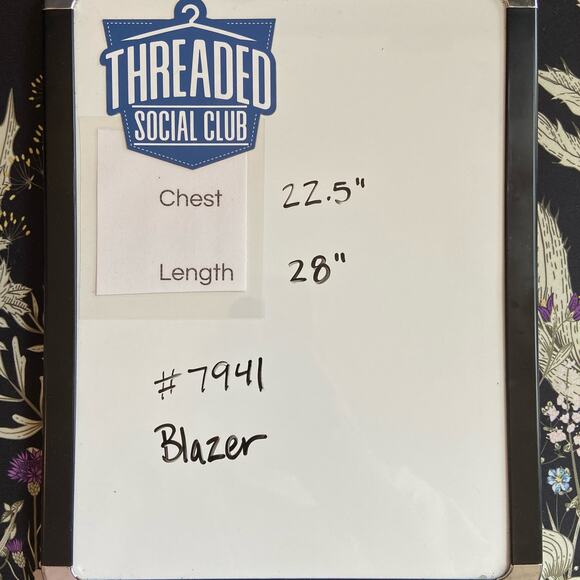 THREADED
SOCIAL CLUB
Chest 22.5"
Length 28"
#7941
Blazer